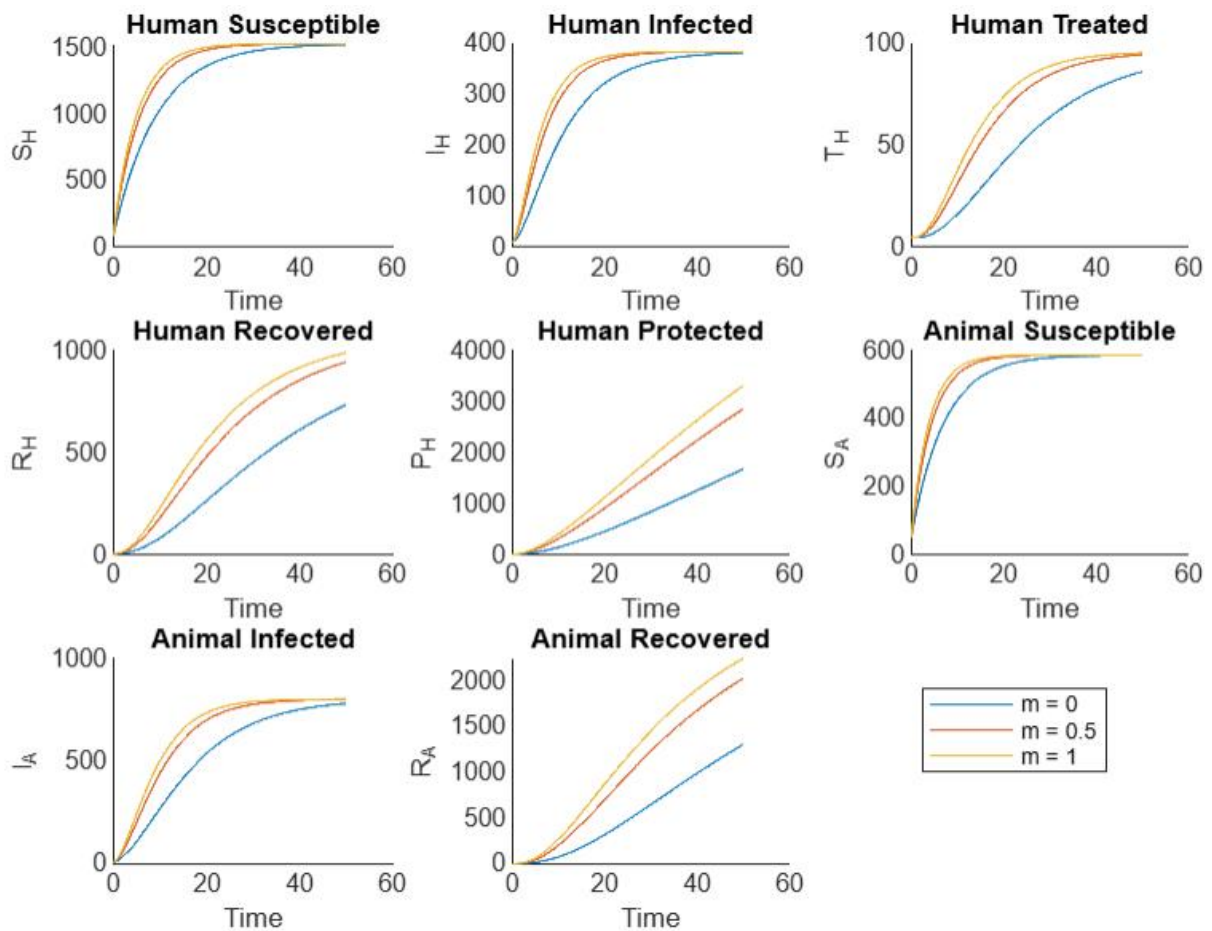 Human Susceptible
1500
1000
500
0
S_H
0 20 40 60
Time
Human Infected
400
300
200
100
0
I_H
0 20 40 60
Time
Human Treated
100
50
0
T_H
0 20 40 60
Time
Human Recovered
1000
500
0
R_H
0 20 40 60
Time
Human Protected
4000
3000
2000
1000
0
P_H
0 20 40 60
Time
Animal Susceptible
600
400
200
0
S_A
0 20 40 60
Time
Animal Infected
1000
500
0
I_A
0 20 40 60
Time
Animal Recovered
2000
1500
1000
500
0
R_A
0 20 40 60
Time
m = 0
m = 0.5
m = 1